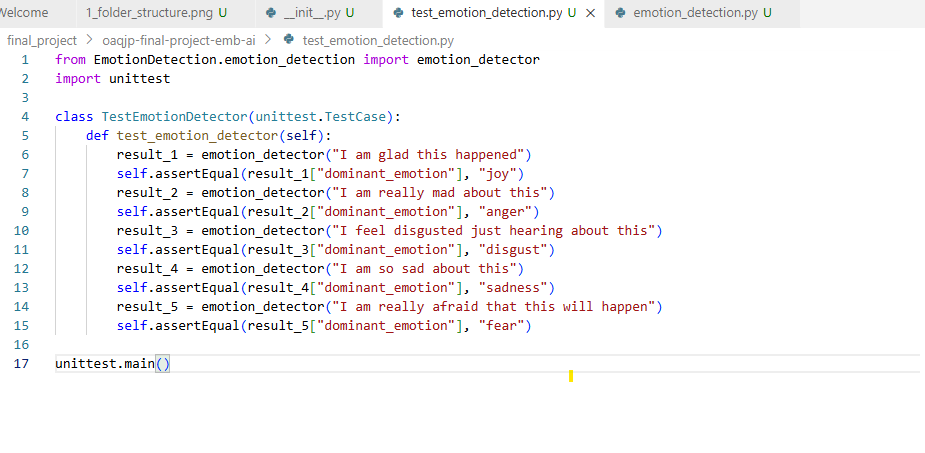 Welcome 1_folder_structure.png U __init__.py U test_emotion_detection.py U emotion_detection.py U
final_project > oaqjp-final-project-emb-ai > test_emotion_detection.py
1 from EmotionDetection.emotion_detection import emotion_detector
2 import unittest
3
4 class TestEmotionDetector(unittest.TestCase):
5     def test_emotion_detector(self):
6         result_1 = emotion_detector("I am glad this happened")
7         self.assertEqual(result_1["dominant_emotion"], "joy")
8         result_2 = emotion_detector("I am really mad about this")
9         self.assertEqual(result_2["dominant_emotion"], "anger")
10         result_3 = emotion_detector("I feel disgusted just hearing about this")
11         self.assertEqual(result_3["dominant_emotion"], "disgust")
12         result_4 = emotion_detector("I am so sad about this")
13         self.assertEqual(result_4["dominant_emotion"], "sadness")
14         result_5 = emotion_detector("I am really afraid that this will happen")
15         self.assertEqual(result_5["dominant_emotion"], "fear")
16
17 unittest.main()